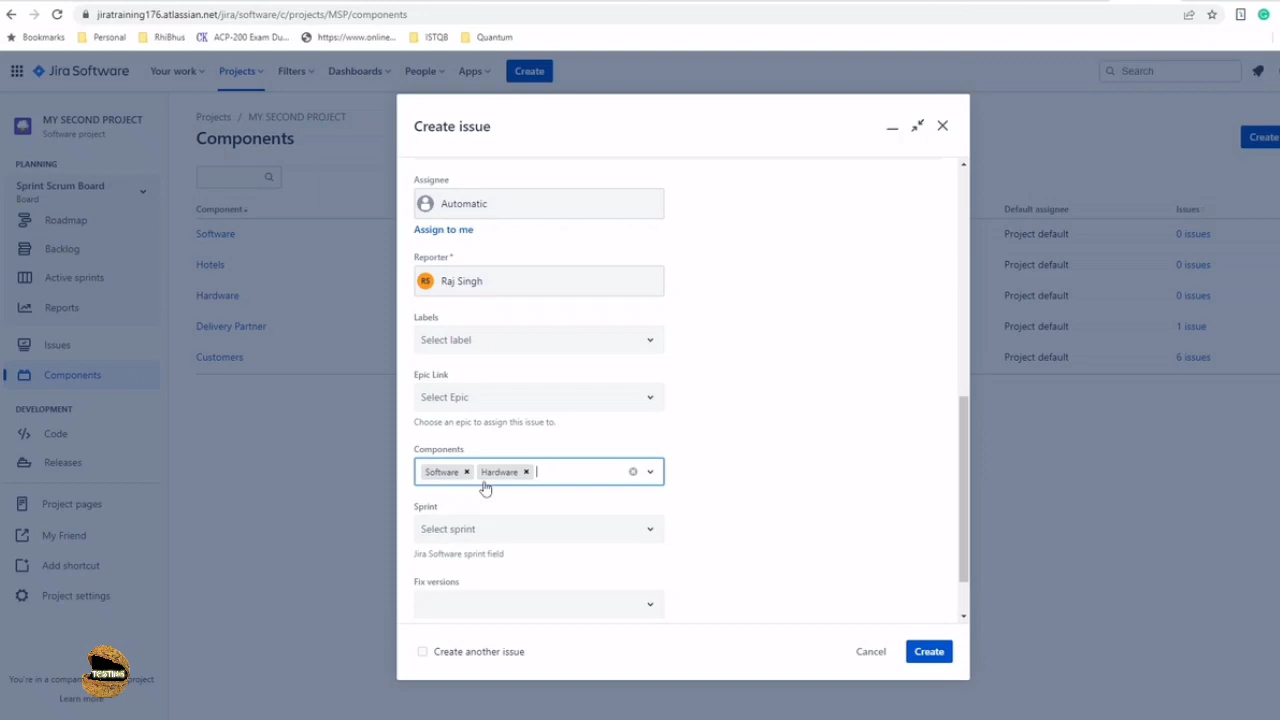 jiratraining176.atlassian.net/jira/software/c/projects/MSP/components
Bookmarks Personal RhiBhus CK ACP-200 Exam Du... https://www.online... ISTQB Quantum
Jira Software Your work Projects Filters Dashboards People Apps Create Search
MY SECOND PROJECT
Software project
PLANNING
Sprint Scrum Board
Board
Roadmap
Backlog
Active sprints
Reports
Issues
Components
DEVELOPMENT
Code
Releases
Project pages
My Friend
Add shortcut
Project settings
You're in a company project
Learn more
TESTING
Projects / MY SECOND PROJECT
Components
Create
Component Default assignee Issues
Software Project default 0 issues
Hotels Project default 0 issues
Hardware Project default 0 issues
Delivery Partner Project default 1 issue
Customers Project default 6 issues
Create issue
Assignee
Automatic
Assign to me
Reporter*
RS Raj Singh
Labels
Select label
Epic Link
Select Epic
Choose an epic to assign this issue to.
Components
Software Hardware
Sprint
Select sprint
Jira Software sprint field
Fix versions
Create another issue Cancel Create